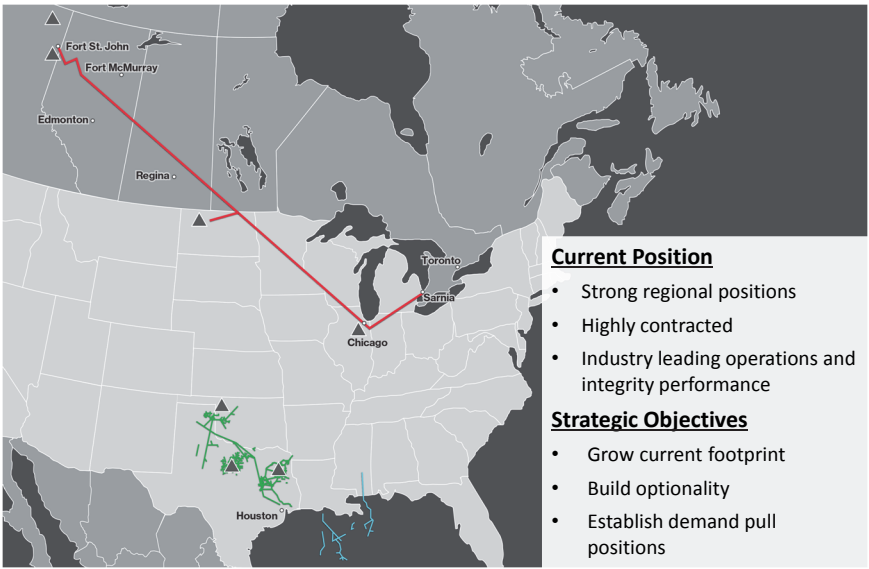 Fort St. John
Fort McMurray
Edmonton
Regina
Toronto
Sarnia
Chicago
Houston
Current Position
• Strong regional positions
• Highly contracted
• Industry leading operations and
integrity performance
Strategic Objectives
• Grow current footprint
• Build optionality
• Establish demand pull
positions